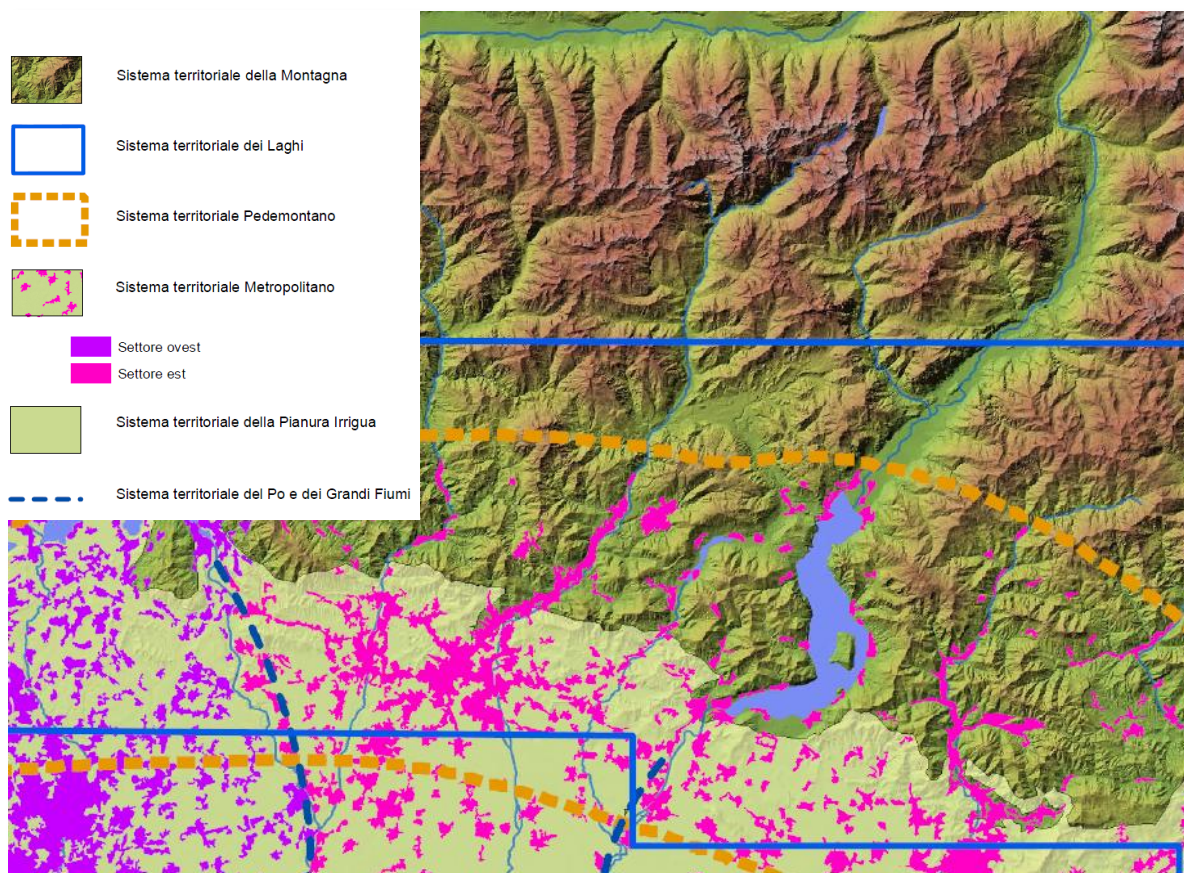 Sistema territoriale della Montagna
Sistema territoriale dei Laghi
Sistema territoriale Pedemontano
Sistema territoriale Metropolitano
Settore ovest
Settore est
Sistema territoriale della Pianura Irrigua
Sistema territoriale del Po e dei Grandi Fiumi